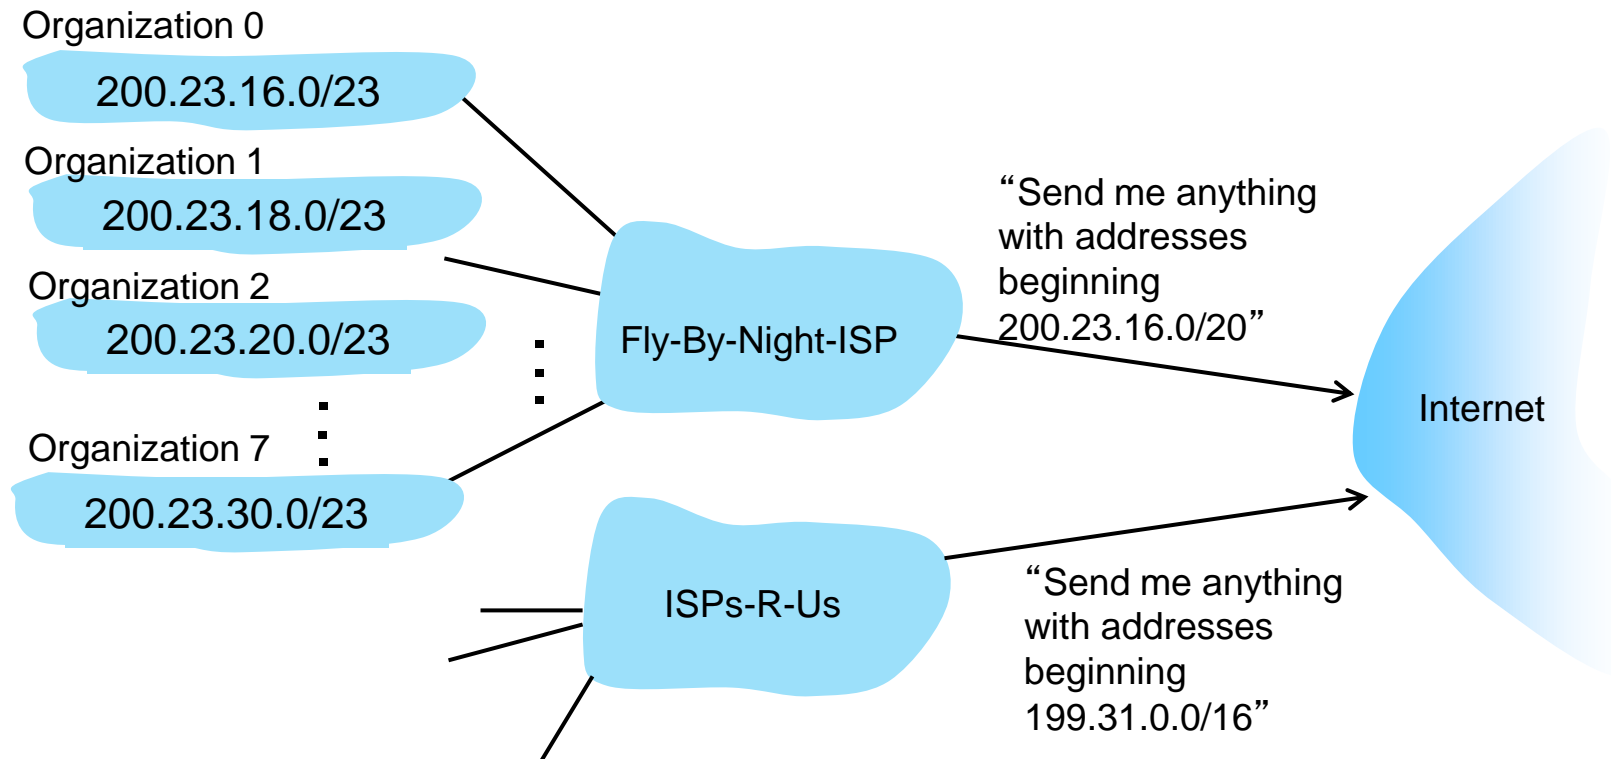 Organization 0
200.23.16.0/23
Organization 1
200.23.18.0/23
Organization 2
200.23.20.0/23
Organization 7
200.23.30.0/23
Fly-By-Night-ISP
“Send me anything
with addresses
beginning
200.23.16.0/20”
Internet
ISPs-R-Us
“Send me anything
with addresses
beginning
199.31.0.0/16”